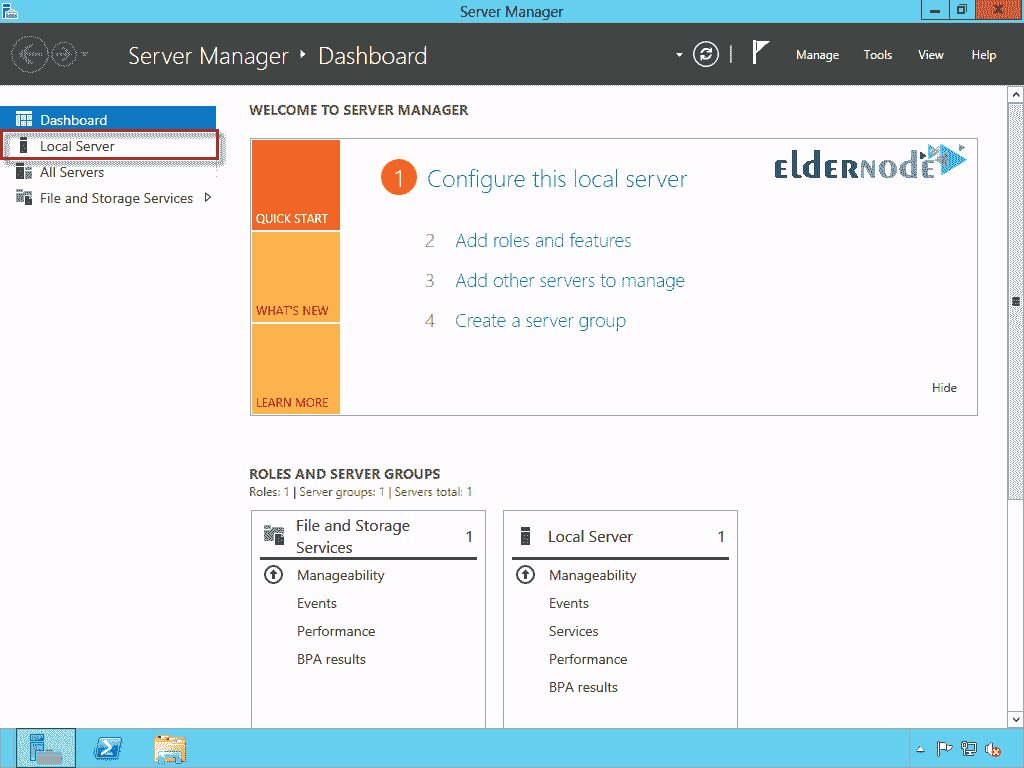 Server Manager
Server Manager ‣ Dashboard
Manage Tools View Help
Dashboard
Local Server
All Servers
File and Storage Services
WELCOME TO SERVER MANAGER
QUICK START
WHAT'S NEW
LEARN MORE
1 Configure this local server
eldernode
2 Add roles and features
3 Add other servers to manage
4 Create a server group
Hide
ROLES AND SERVER GROUPS
Roles: 1 | Server groups: 1 | Servers total: 1
File and Storage
Services 1
Manageability
Events
Performance
BPA results
Local Server 1
Manageability
Events
Services
Performance
BPA results